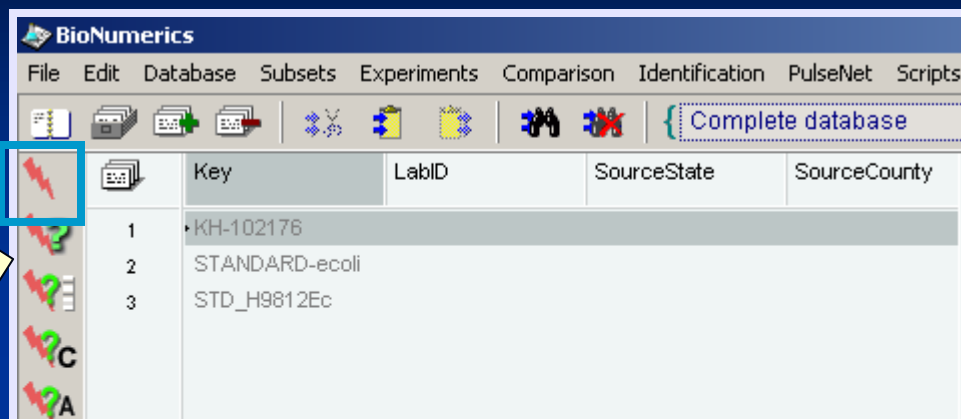 BioNumerics
File Edit Database Subsets Experiments Comparison Identification PulseNet Scripts
{ Complete database
Key LabID SourceState SourceCounty
1 KH-102176
2 STANDARD-ecoli
3 STD_H9812Ec
?
?
?C
?A